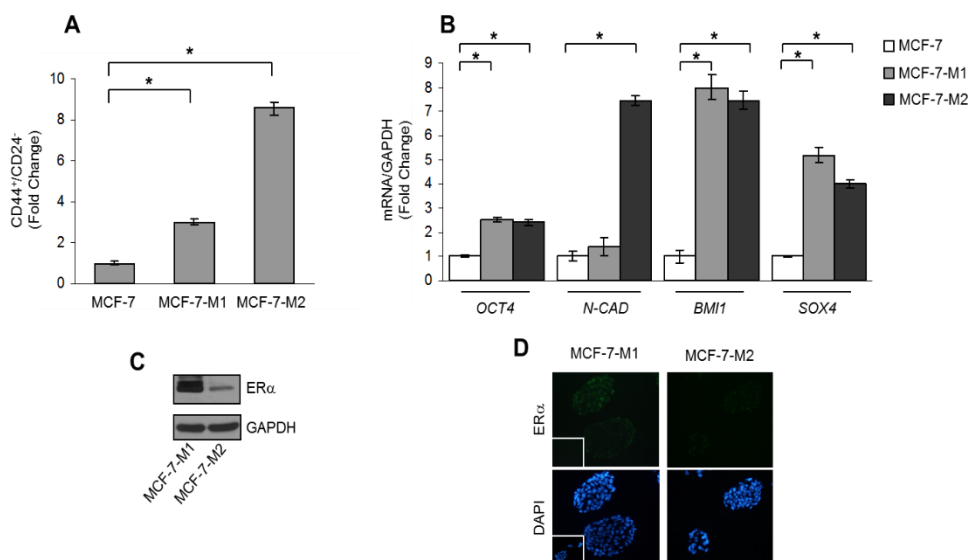 A
*
*
10
8
6
4
2
0
CD44⁺/CD24⁻
(Fold Change)
MCF-7 MCF-7-M1 MCF-7-M2
B
* * * *
* * *
MCF-7
MCF-7-M1
MCF-7-M2
9
8
7
6
5
4
3
2
1
0
mRNA/GAPDH
(Fold Change)
OCT4 N-CAD BMI1 SOX4
C
ERα
GAPDH
MCF-7-M1
MCF-7-M2
D
MCF-7-M1 MCF-7-M2
ERα
DAPI